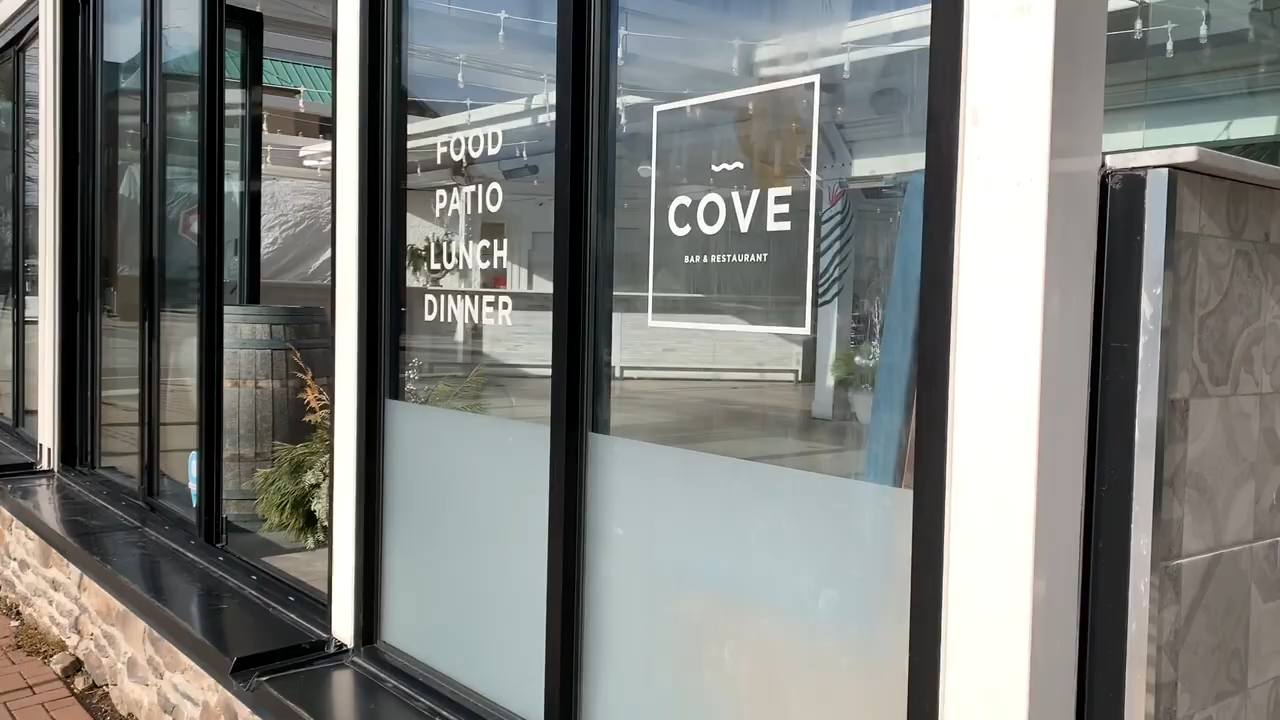 FOOD
PATIO
LUNCH
DINNER
COVE
BAR & RESTAURANT